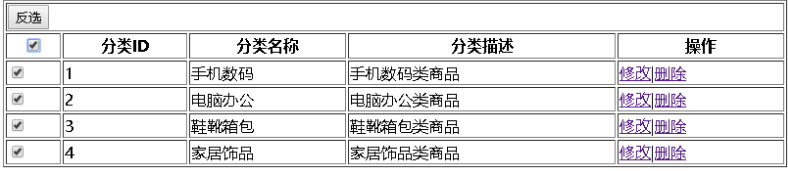 反选
分类ID 分类名称 分类描述 操作
1 手机数码 手机数码类商品 修改|删除
2 电脑办公 电脑办公类商品 修改|删除
3 鞋靴箱包 鞋靴箱包类商品 修改|删除
4 家居饰品 家居饰品类商品 修改|删除